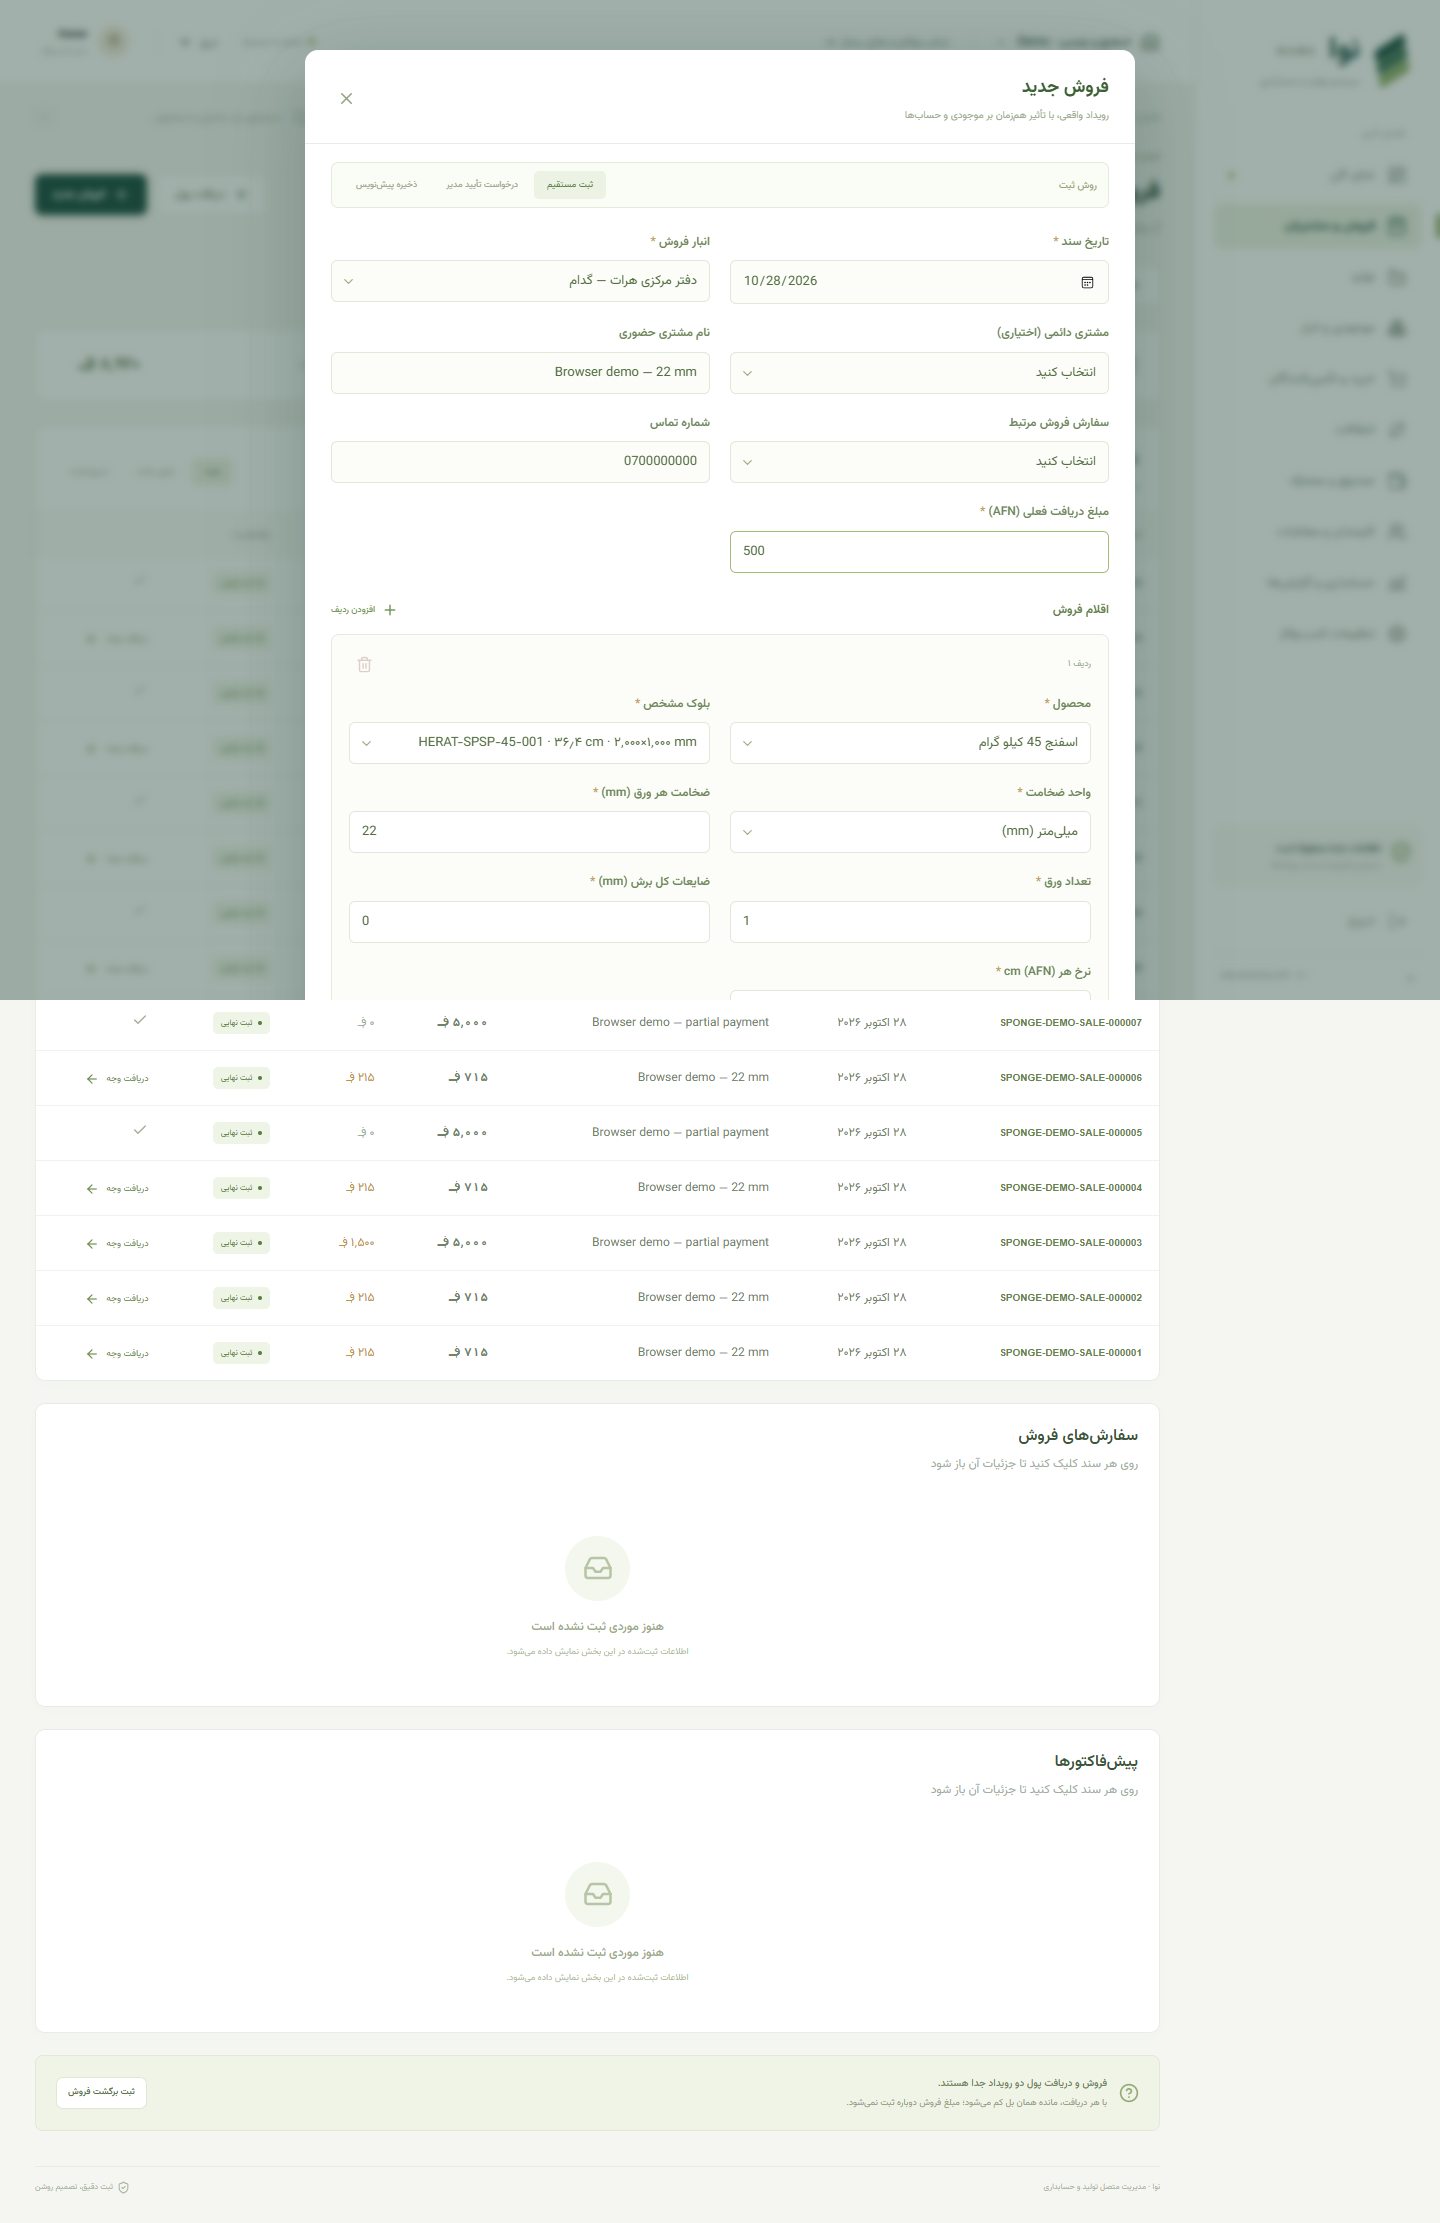 نوا
فروش جدید
رویداد واقعی، با تأثیر هم‌زمان بر موجودی و حساب‌ها
روش ثبت
ثبت مستقیم
درخواست تأیید مدیر
ذخیره پیش‌نویس
تاریخ سند *
انبار فروش *
10/28/2026
دفتر مرکزی هرات — گدام
مشتری دائمی (اختیاری)
نام مشتری حضوری
انتخاب کنید
Browser demo — 22 mm
سفارش فروش مرتبط
شماره تماس
انتخاب کنید
0700000000
مبلغ دریافت فعلی (AFN) *
500
اقلام فروش
افزودن ردیف
ردیف ۱
محصول *
بلوک مشخص *
اسفنج 45 کیلو گرام
HERAT-SPSP-45-001 · ۳۶٫۴ cm · ۲٬۰۰۰×۱٬۰۰۰ mm
واحد ضخامت *
ضخامت هر ورق (mm) *
میلی‌متر (mm)
22
تعداد ورق *
ضایعات کل برش (mm) *
1
0
نرخ هر cm (AFN) *
SPONGE-DEMO-SALE-000007 ۲۸ اکتوبر ۲۰۲۶ Browser demo — partial payment ۵٬۰۰۰ ؋ ۰ ؋ ثبت نهایی
SPONGE-DEMO-SALE-000006 ۲۸ اکتوبر ۲۰۲۶ Browser demo — 22 mm ۷۱۵ ؋ ۲۱۵ ؋ ثبت نهایی دریافت وجه
SPONGE-DEMO-SALE-000005 ۲۸ اکتوبر ۲۰۲۶ Browser demo — partial payment ۵٬۰۰۰ ؋ ۰ ؋ ثبت نهایی
SPONGE-DEMO-SALE-000004 ۲۸ اکتوبر ۲۰۲۶ Browser demo — 22 mm ۷۱۵ ؋ ۲۱۵ ؋ ثبت نهایی دریافت وجه
SPONGE-DEMO-SALE-000003 ۲۸ اکتوبر ۲۰۲۶ Browser demo — partial payment ۵٬۰۰۰ ؋ ۱٬۵۰۰ ؋ ثبت نهایی دریافت وجه
SPONGE-DEMO-SALE-000002 ۲۸ اکتوبر ۲۰۲۶ Browser demo — 22 mm ۷۱۵ ؋ ۲۱۵ ؋ ثبت نهایی دریافت وجه
SPONGE-DEMO-SALE-000001 ۲۸ اکتوبر ۲۰۲۶ Browser demo — 22 mm ۷۱۵ ؋ ۲۱۵ ؋ ثبت نهایی دریافت وجه
سفارش‌های فروش
روی هر سند کلیک کنید تا جزئیات آن باز شود
هنوز موردی ثبت نشده است
اطلاعات ثبت‌شده در این بخش نمایش داده می‌شود.
پیش‌فاکتورها
روی هر سند کلیک کنید تا جزئیات آن باز شود
هنوز موردی ثبت نشده است
اطلاعات ثبت‌شده در این بخش نمایش داده می‌شود.
فروش و دریافت پول دو رویداد جدا هستند.
با هر دریافت، مانده همان بل کم می‌شود؛ مبلغ فروش دوباره ثبت نمی‌شود.
ثبت برگشت فروش
نوا · مدیریت متصل تولید و حسابداری
ثبت دقیق، تصمیم روشن